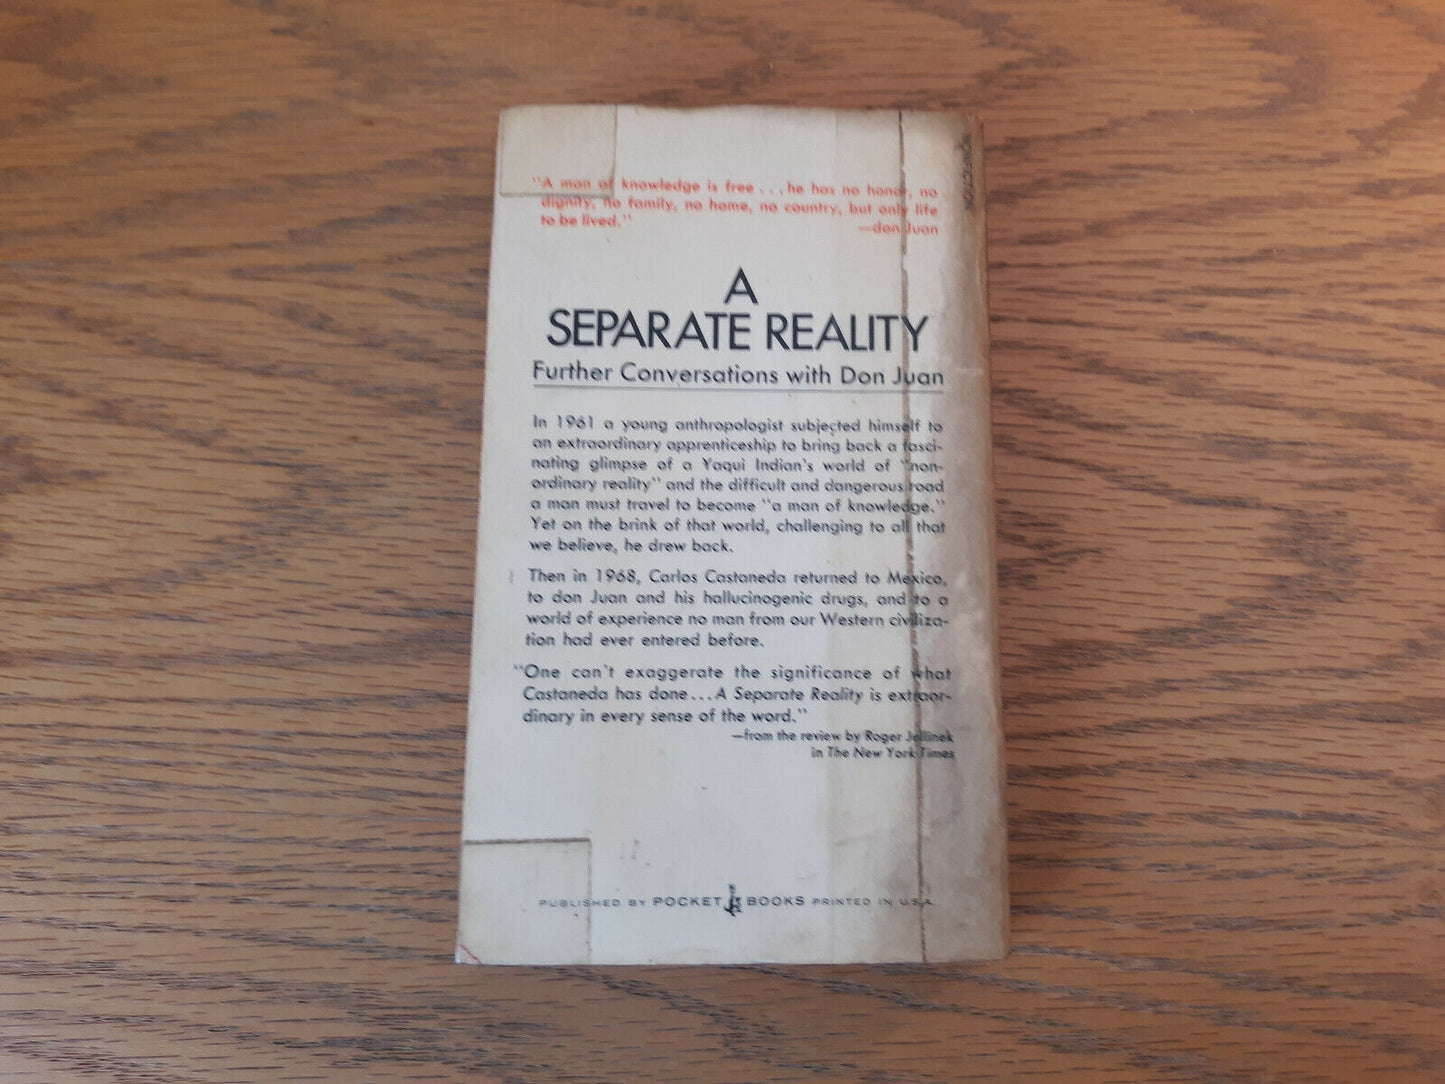 "A man of knowledge is free . . . he has no honor, no
dignity, no family, no home, no country, but only life
to be lived."
—don Juan
A
SEPARATE REALITY
Further Conversations with Don Juan
In 1961 a young anthropologist subjected himself to
an extraordinary apprenticeship to bring back a fasci-
nating glimpse of a Yaqui Indian's world of "non-
ordinary reality" and the difficult and dangerous road
a man must travel to become "a man of knowledge."
Yet on the brink of that world, challenging to all that
we believe, he drew back.
Then in 1968, Carlos Castaneda returned to Mexico,
to don Juan and his hallucinogenic drugs, and to a
world of experience no man from our Western civiliza-
tion had ever entered before.
"One can't exaggerate the significance of what
Castaneda has done . . . A Separate Reality is extraor-
dinary in every sense of the word."
—from the review by Roger Jellinek
in The New York Times
PUBLISHED BY POCKET BOOKS PRINTED IN U.S.A.
NONFICTION